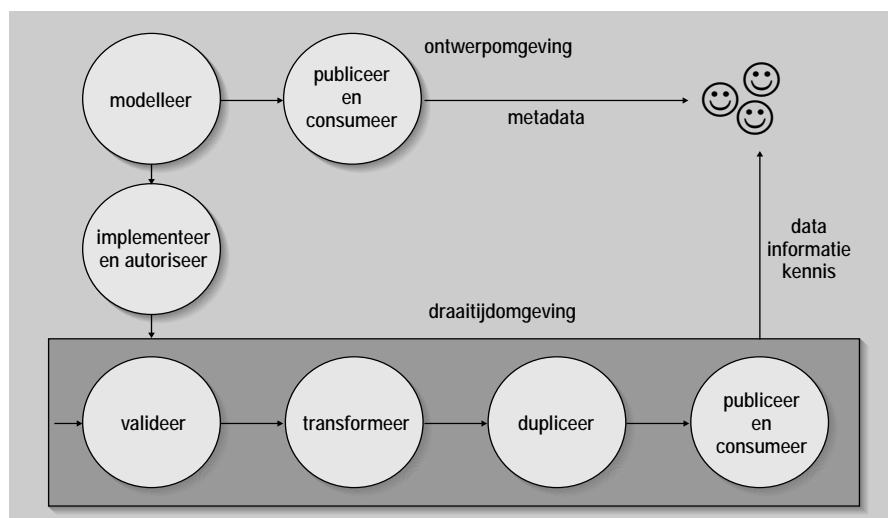 ontwerpomgeving
modelleer
publiceer
en
consumeer
metadata
implementeer
en autoriseer
data
informatie
kennis
draaitijdomgeving
valideer
transformeer
dupliceer
publiceer
en
consumeer